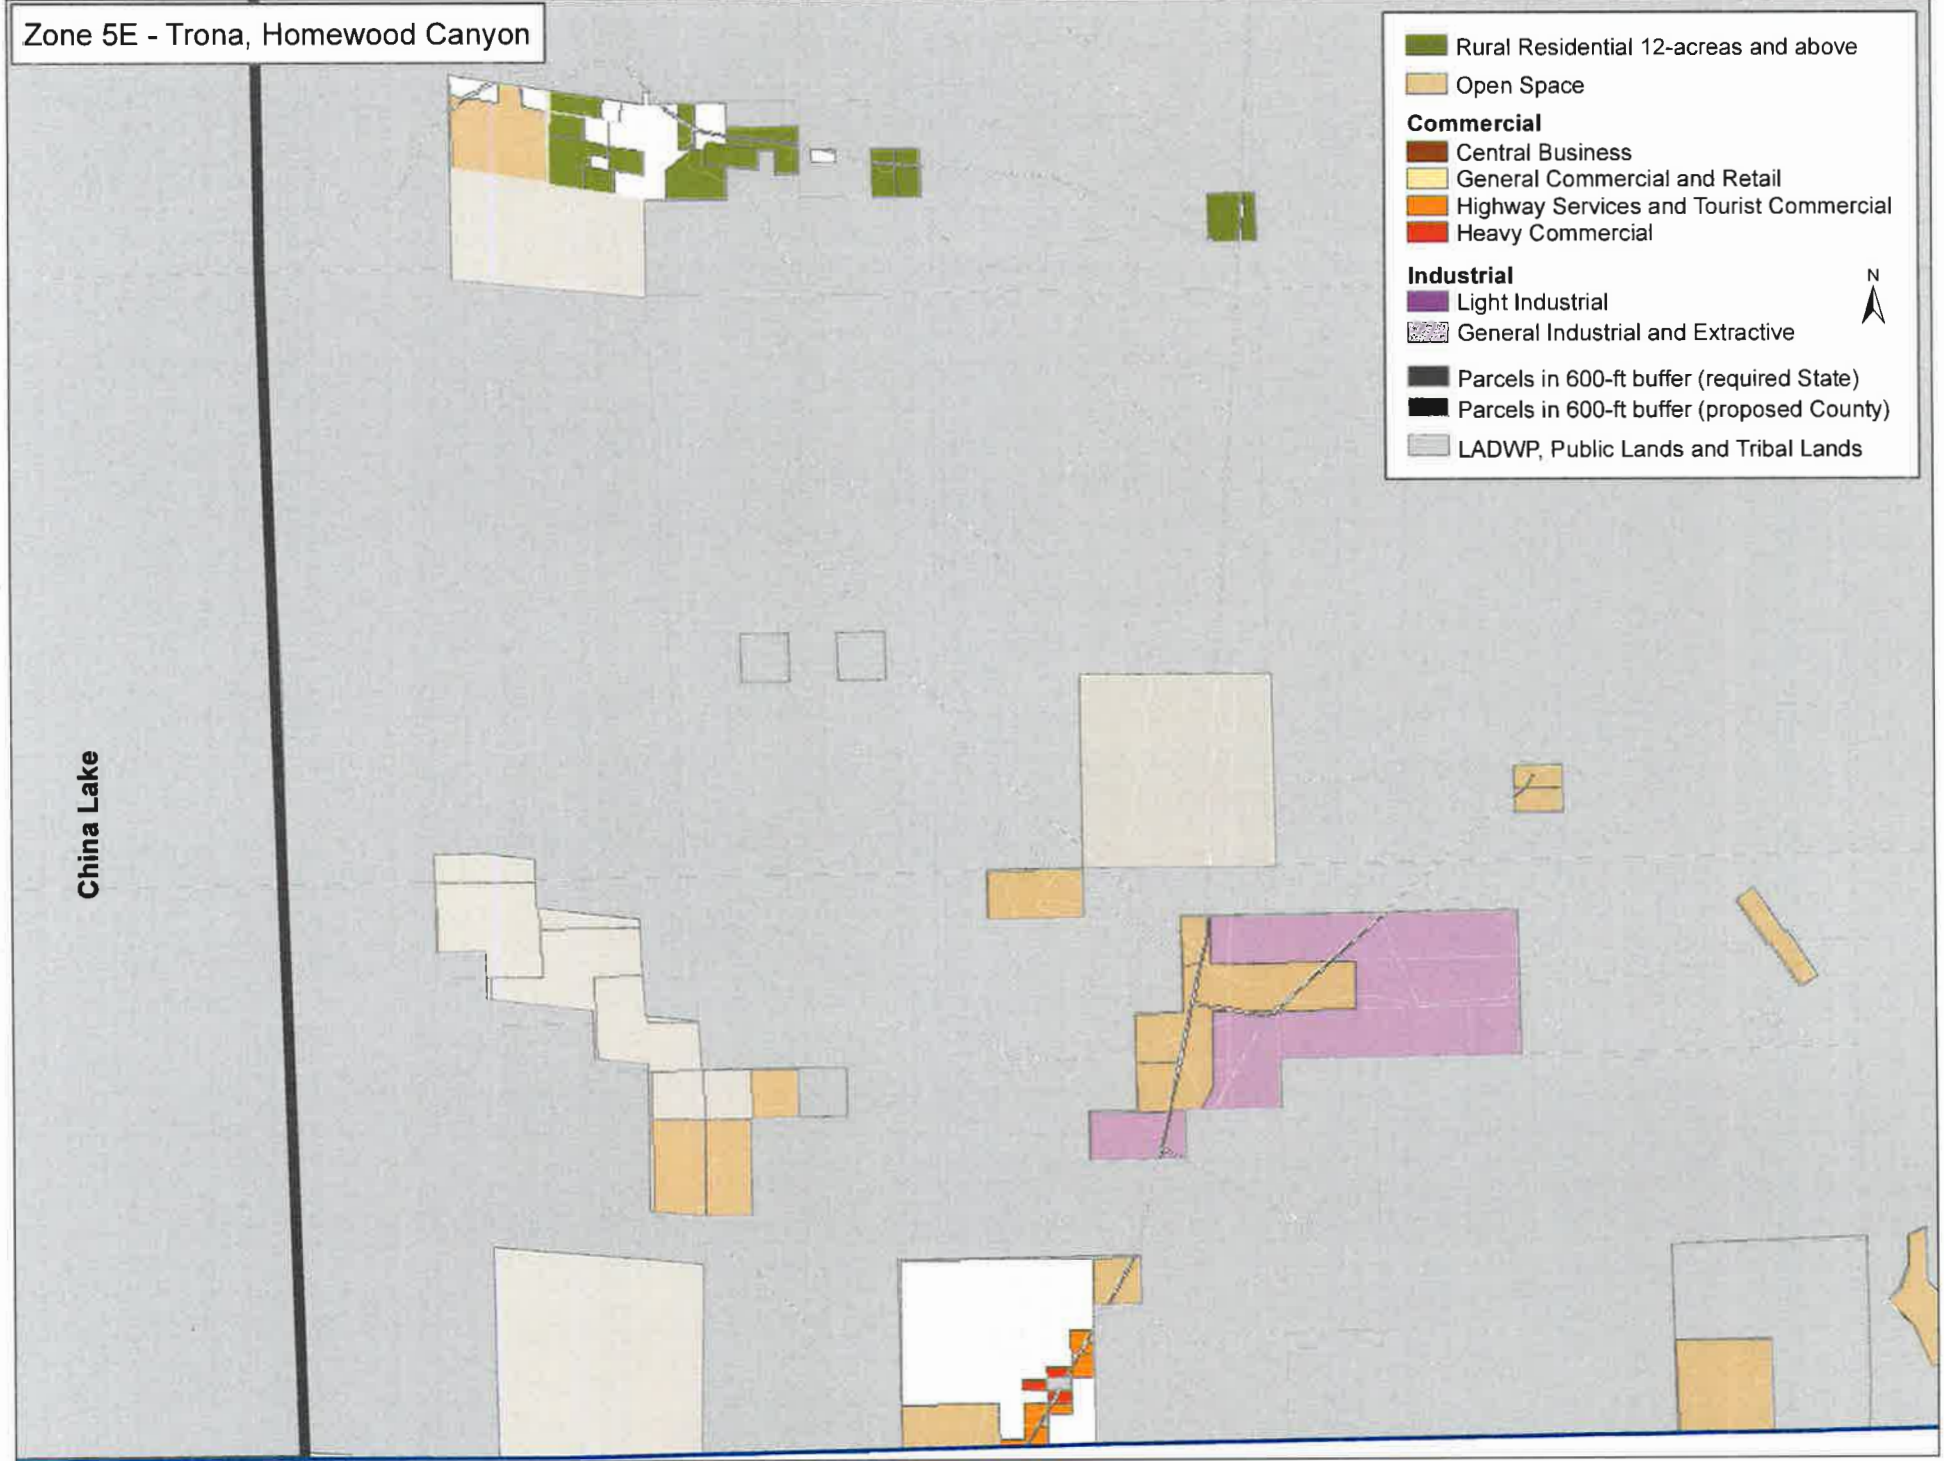 Zone 5E - Trona, Homewood Canyon
Rural Residential 12-acreas and above
Open Space
Commercial
Central Business
General Commercial and Retail
Highway Services and Tourist Commercial
Heavy Commercial
Industrial
N
Light Industrial
General Industrial and Extractive
Parcels in 600-ft buffer (required State)
Parcels in 600-ft buffer (proposed County)
LADWP, Public Lands and Tribal Lands
China Lake